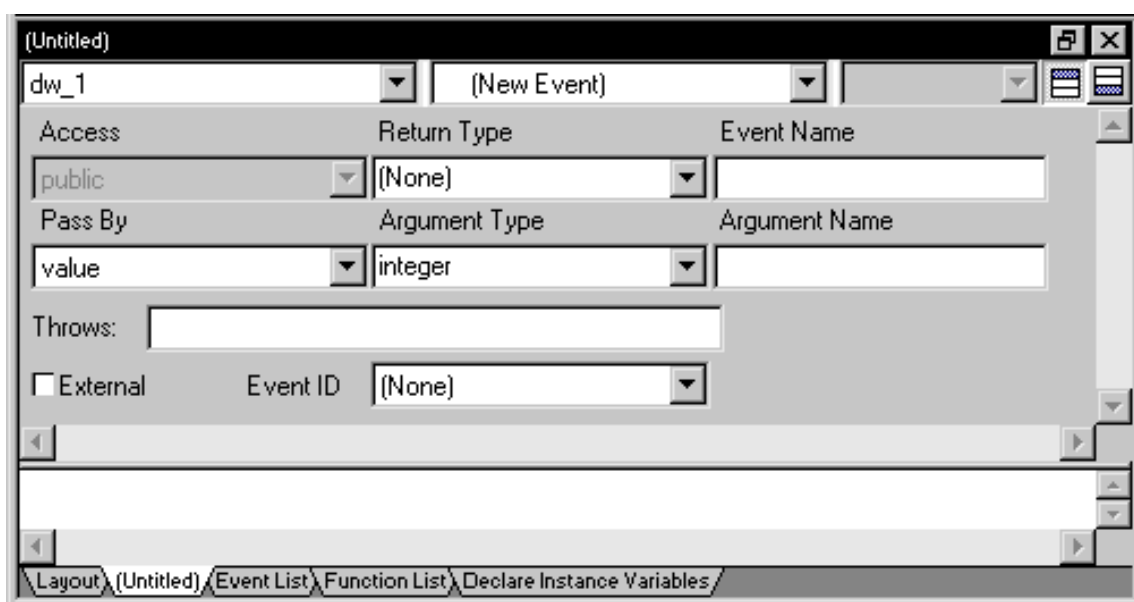 (Untitled)
dw_1 (New Event)
Access Return Type Event Name
public (None)
Pass By Argument Type Argument Name
value integer
Throws:
External Event ID (None)
Layout (Untitled) Event List Function List Declare Instance Variables